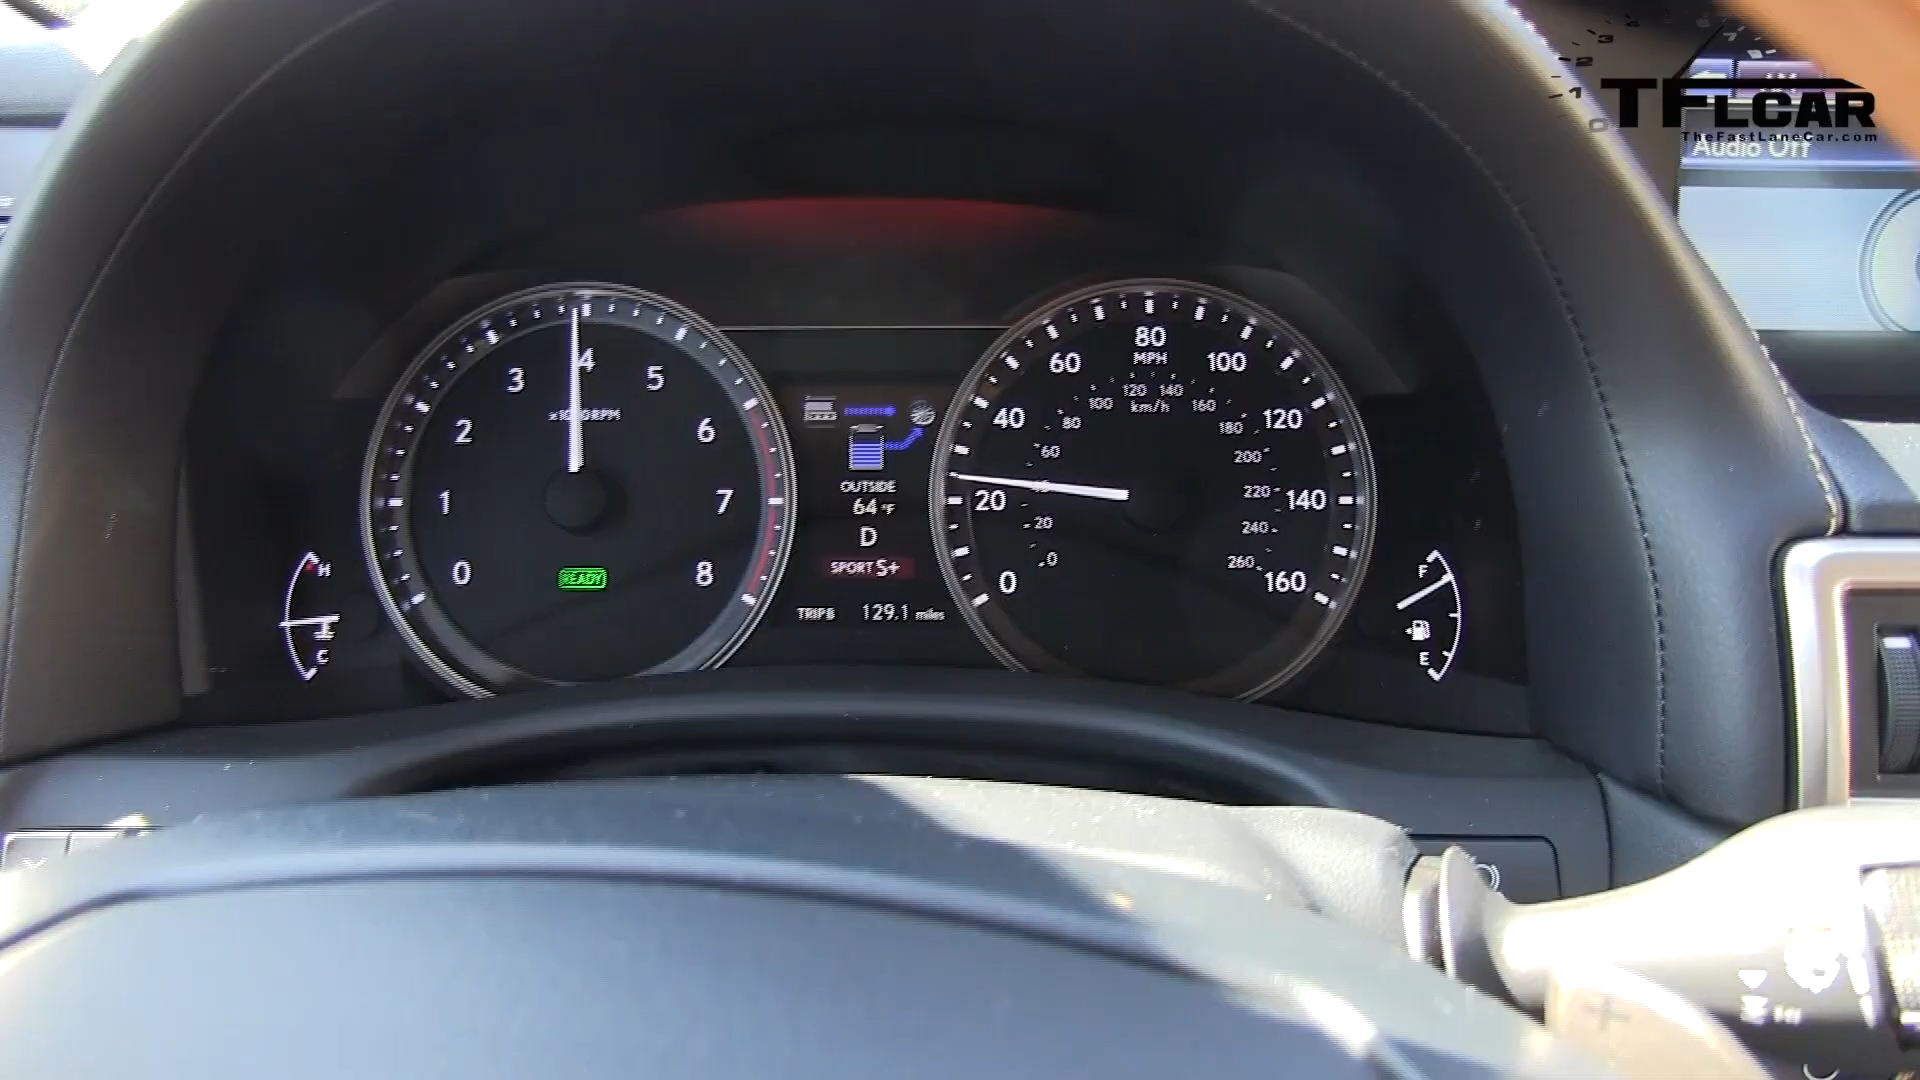 TFLCAR
TheFastLaneCar.com
Audio Off
0 1 2 3 4 5 6 7 8
READY
H
C
OUTSIDE
64°F
D
SPORT S+
TRIP B 129.1 miles
0 20 40 60 80 100 120 140 160
MPH
0 20 60 80 100 120 140 160 180 200 220 240 260
km/h
F
E